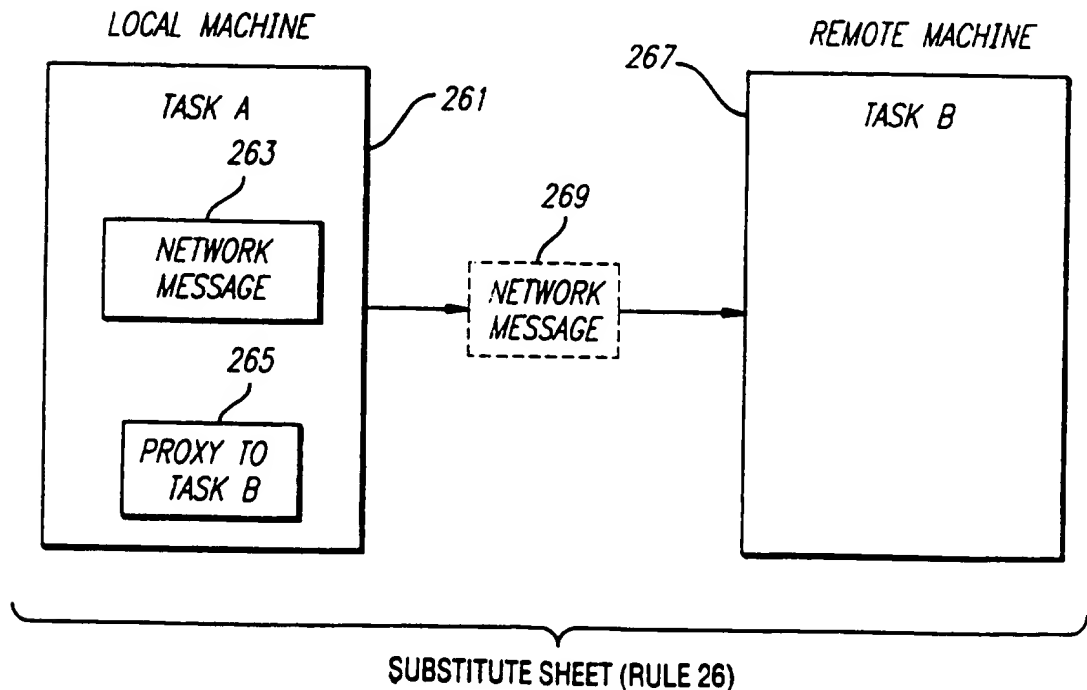 LOCAL MACHINE
REMOTE MACHINE
267
TASK A
261
TASK B
263
269
NETWORK
MESSAGE
NETWORK
MESSAGE
265
PROXY TO
TASK B
SUBSTITUTE SHEET (RULE 26)